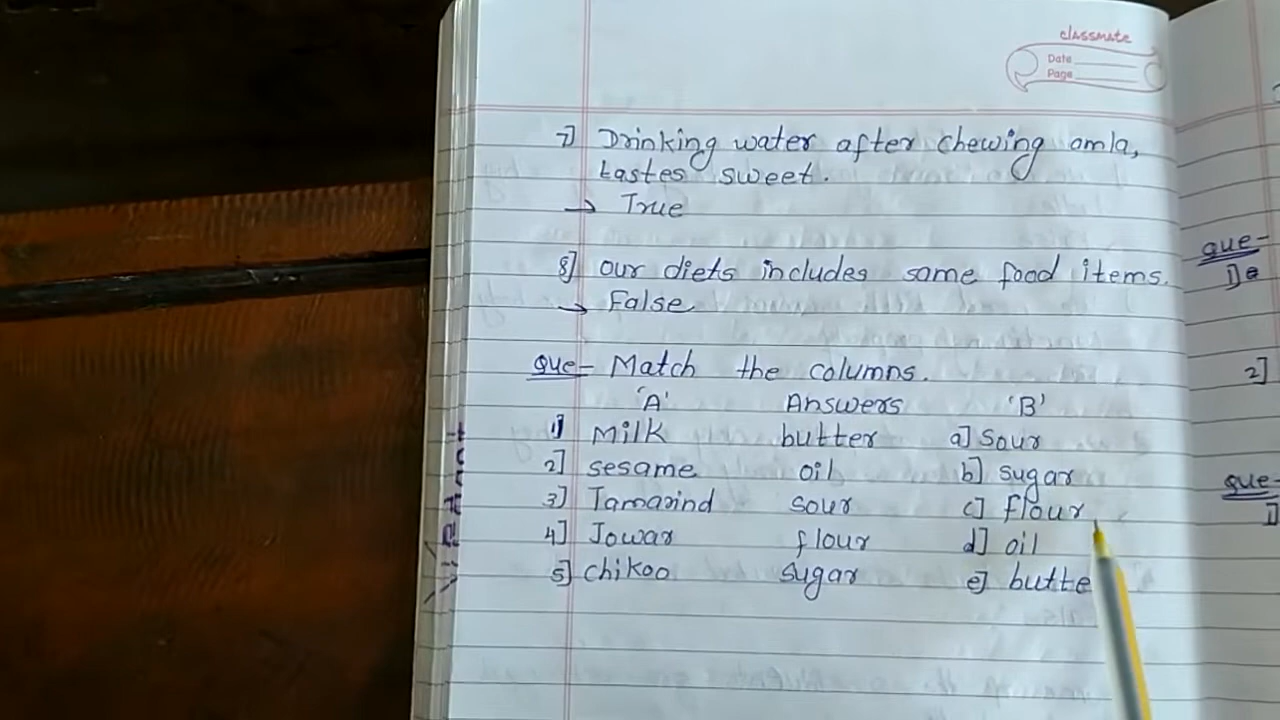 classmate
Date
Page
7] Drinking water after chewing amla,
tastes sweet.
→ True
8] our diets includes same food items.
→ False
Que- Match the columns.
'A' Answers 'B'
1] Milk butter a] sour
2] sesame oil b] sugar
3] Tamarind sour c] flour
4] Jowar flour d] oil
5] chikoo sugar e] butte
que-
1]
2]
que-
1]